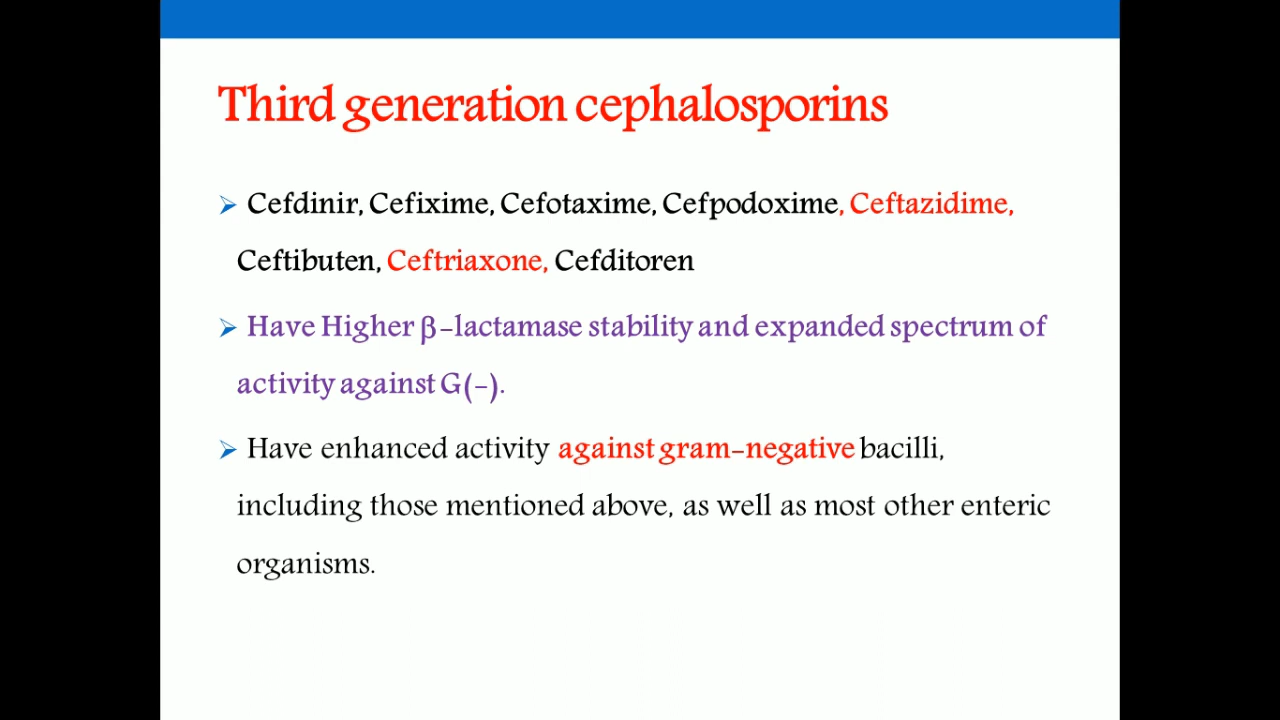 Third generation cephalosporins
➢ Cefdinir, Cefixime, Cefotaxime, Cefpodoxime, Ceftazidime,
Ceftibuten, Ceftriaxone, Cefditoren
➢ Have Higher β-lactamase stability and expanded spectrum of
activity against G(-).
➢ Have enhanced activity against gram-negative bacilli,
including those mentioned above, as well as most other enteric
organisms.